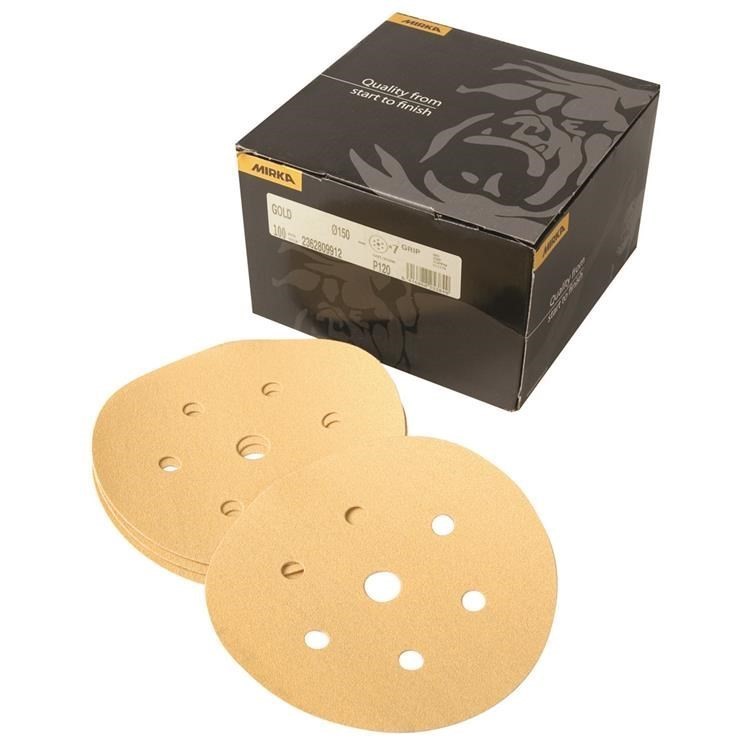 MIRKA
Quality from
start to finish
MIRKA
GOLD
Ø150
7 GRIP
100
2362809912
P120
Quality from
start to finish
MIRKA